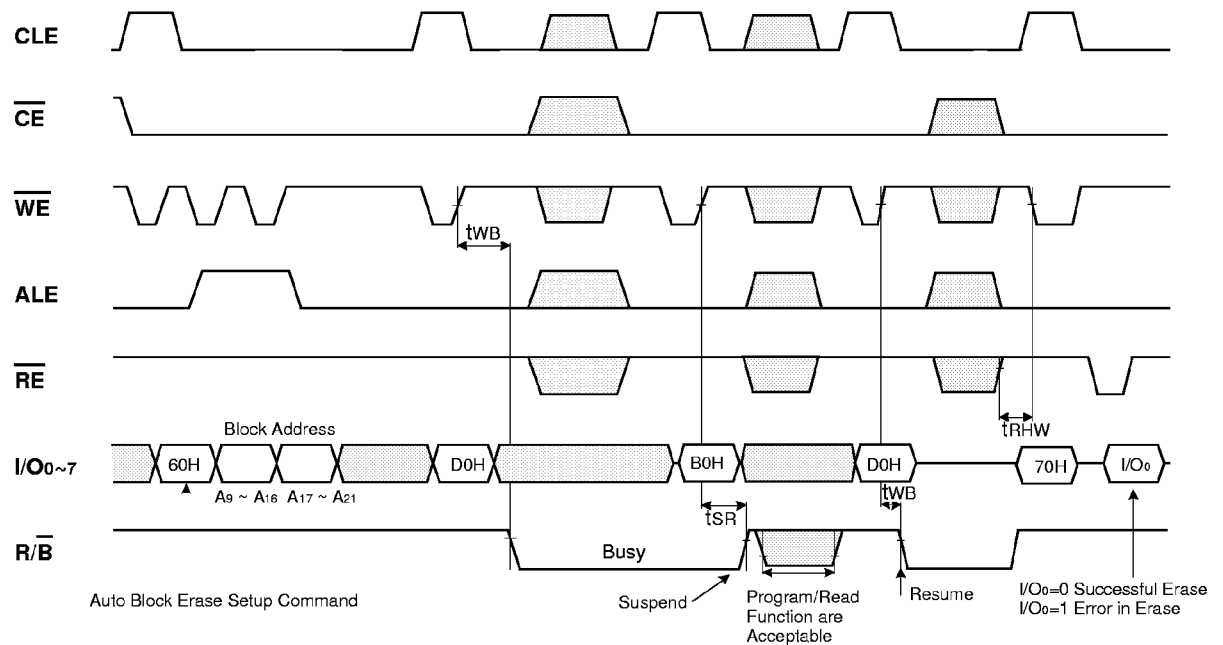 CLE
CE
WE
tWB
ALE
RE
tRHW
Block Address
I/O0~7
60H
D0H
B0H
D0H
70H
I/O0
A9 ~ A16 A17 ~ A21
tSR
tWB
R/B
Busy
Auto Block Erase Setup Command
Suspend
Program/Read
Function are
Acceptable
Resume
I/O0=0 Successful Erase
I/O0=1 Error in Erase